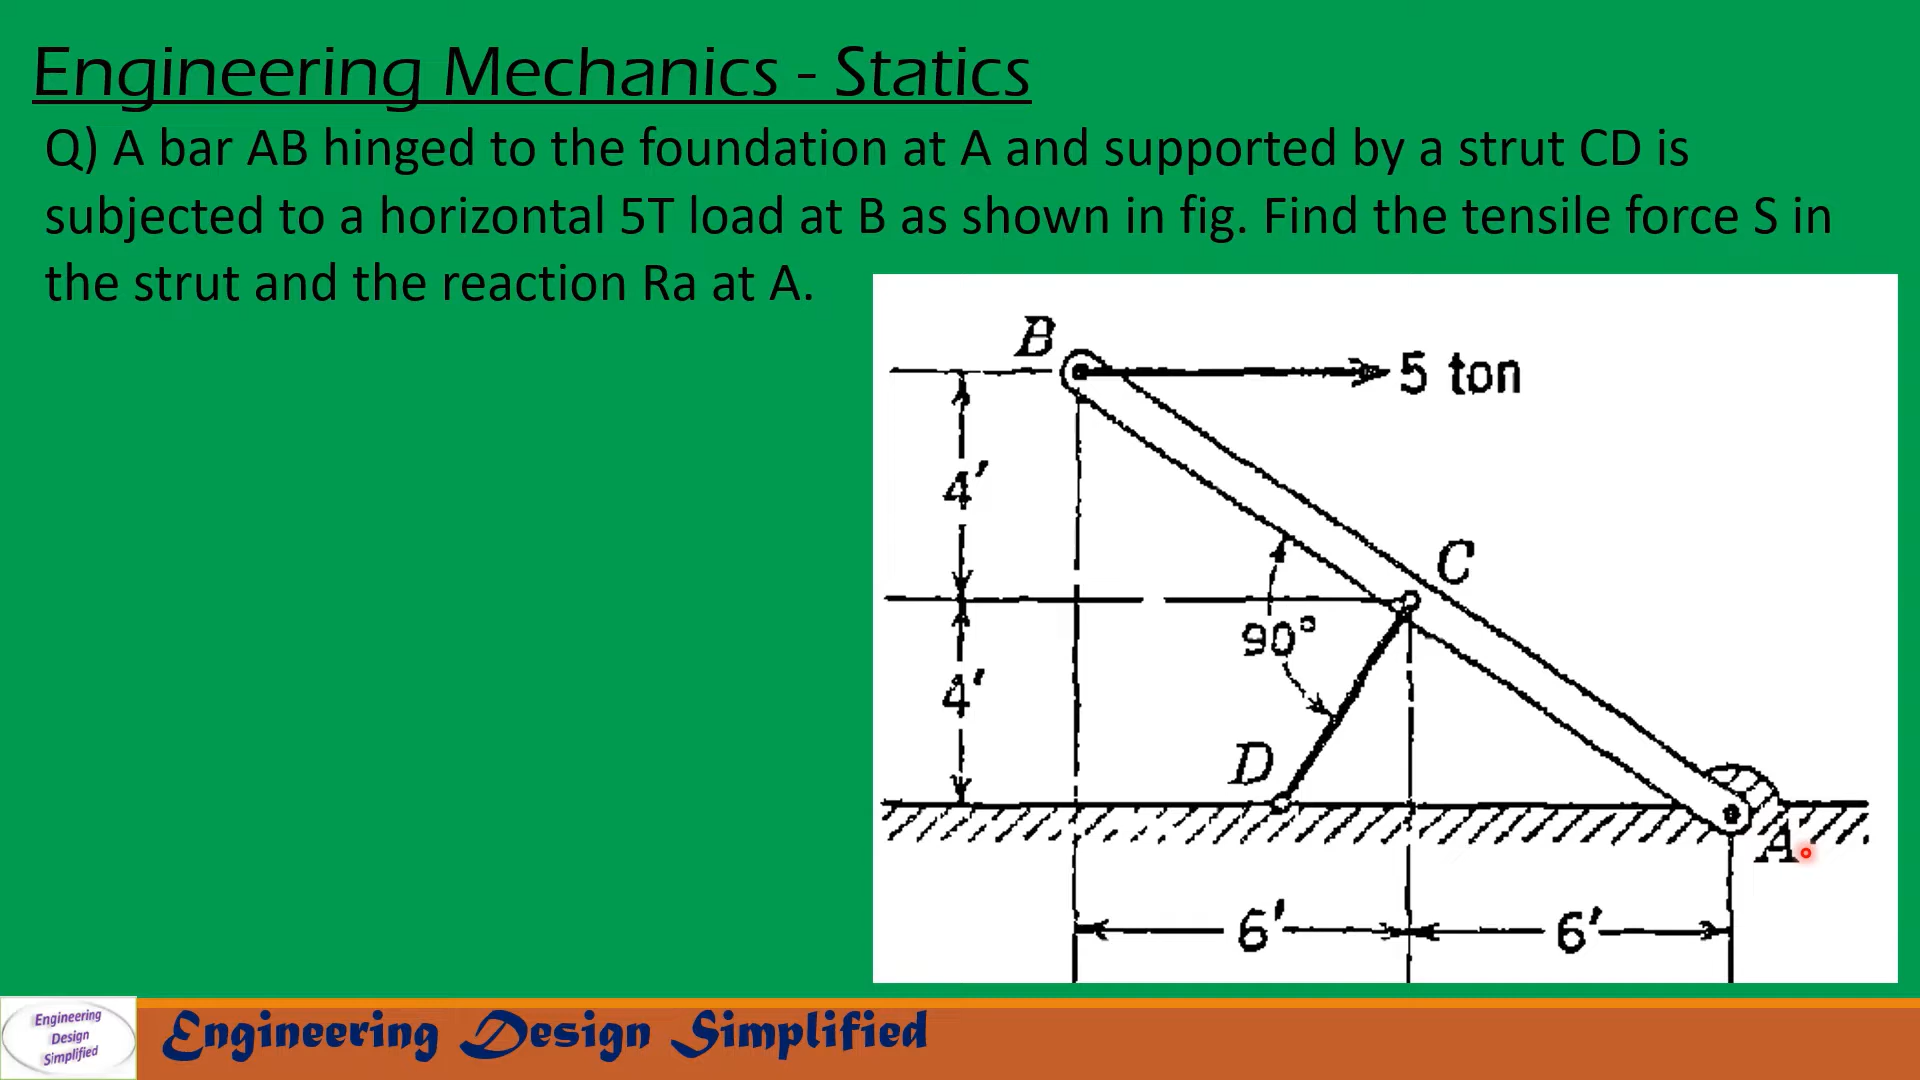 Engineering Mechanics - Statics
Q) A bar AB hinged to the foundation at A and supported by a strut CD is
subjected to a horizontal 5T load at B as shown in fig. Find the tensile force S in
the strut and the reaction Ra at A.
B
5 ton
4'
C
90°
4'
D
A
6'
6'
Engineering
Design
Simplified
Engineering Design Simplified